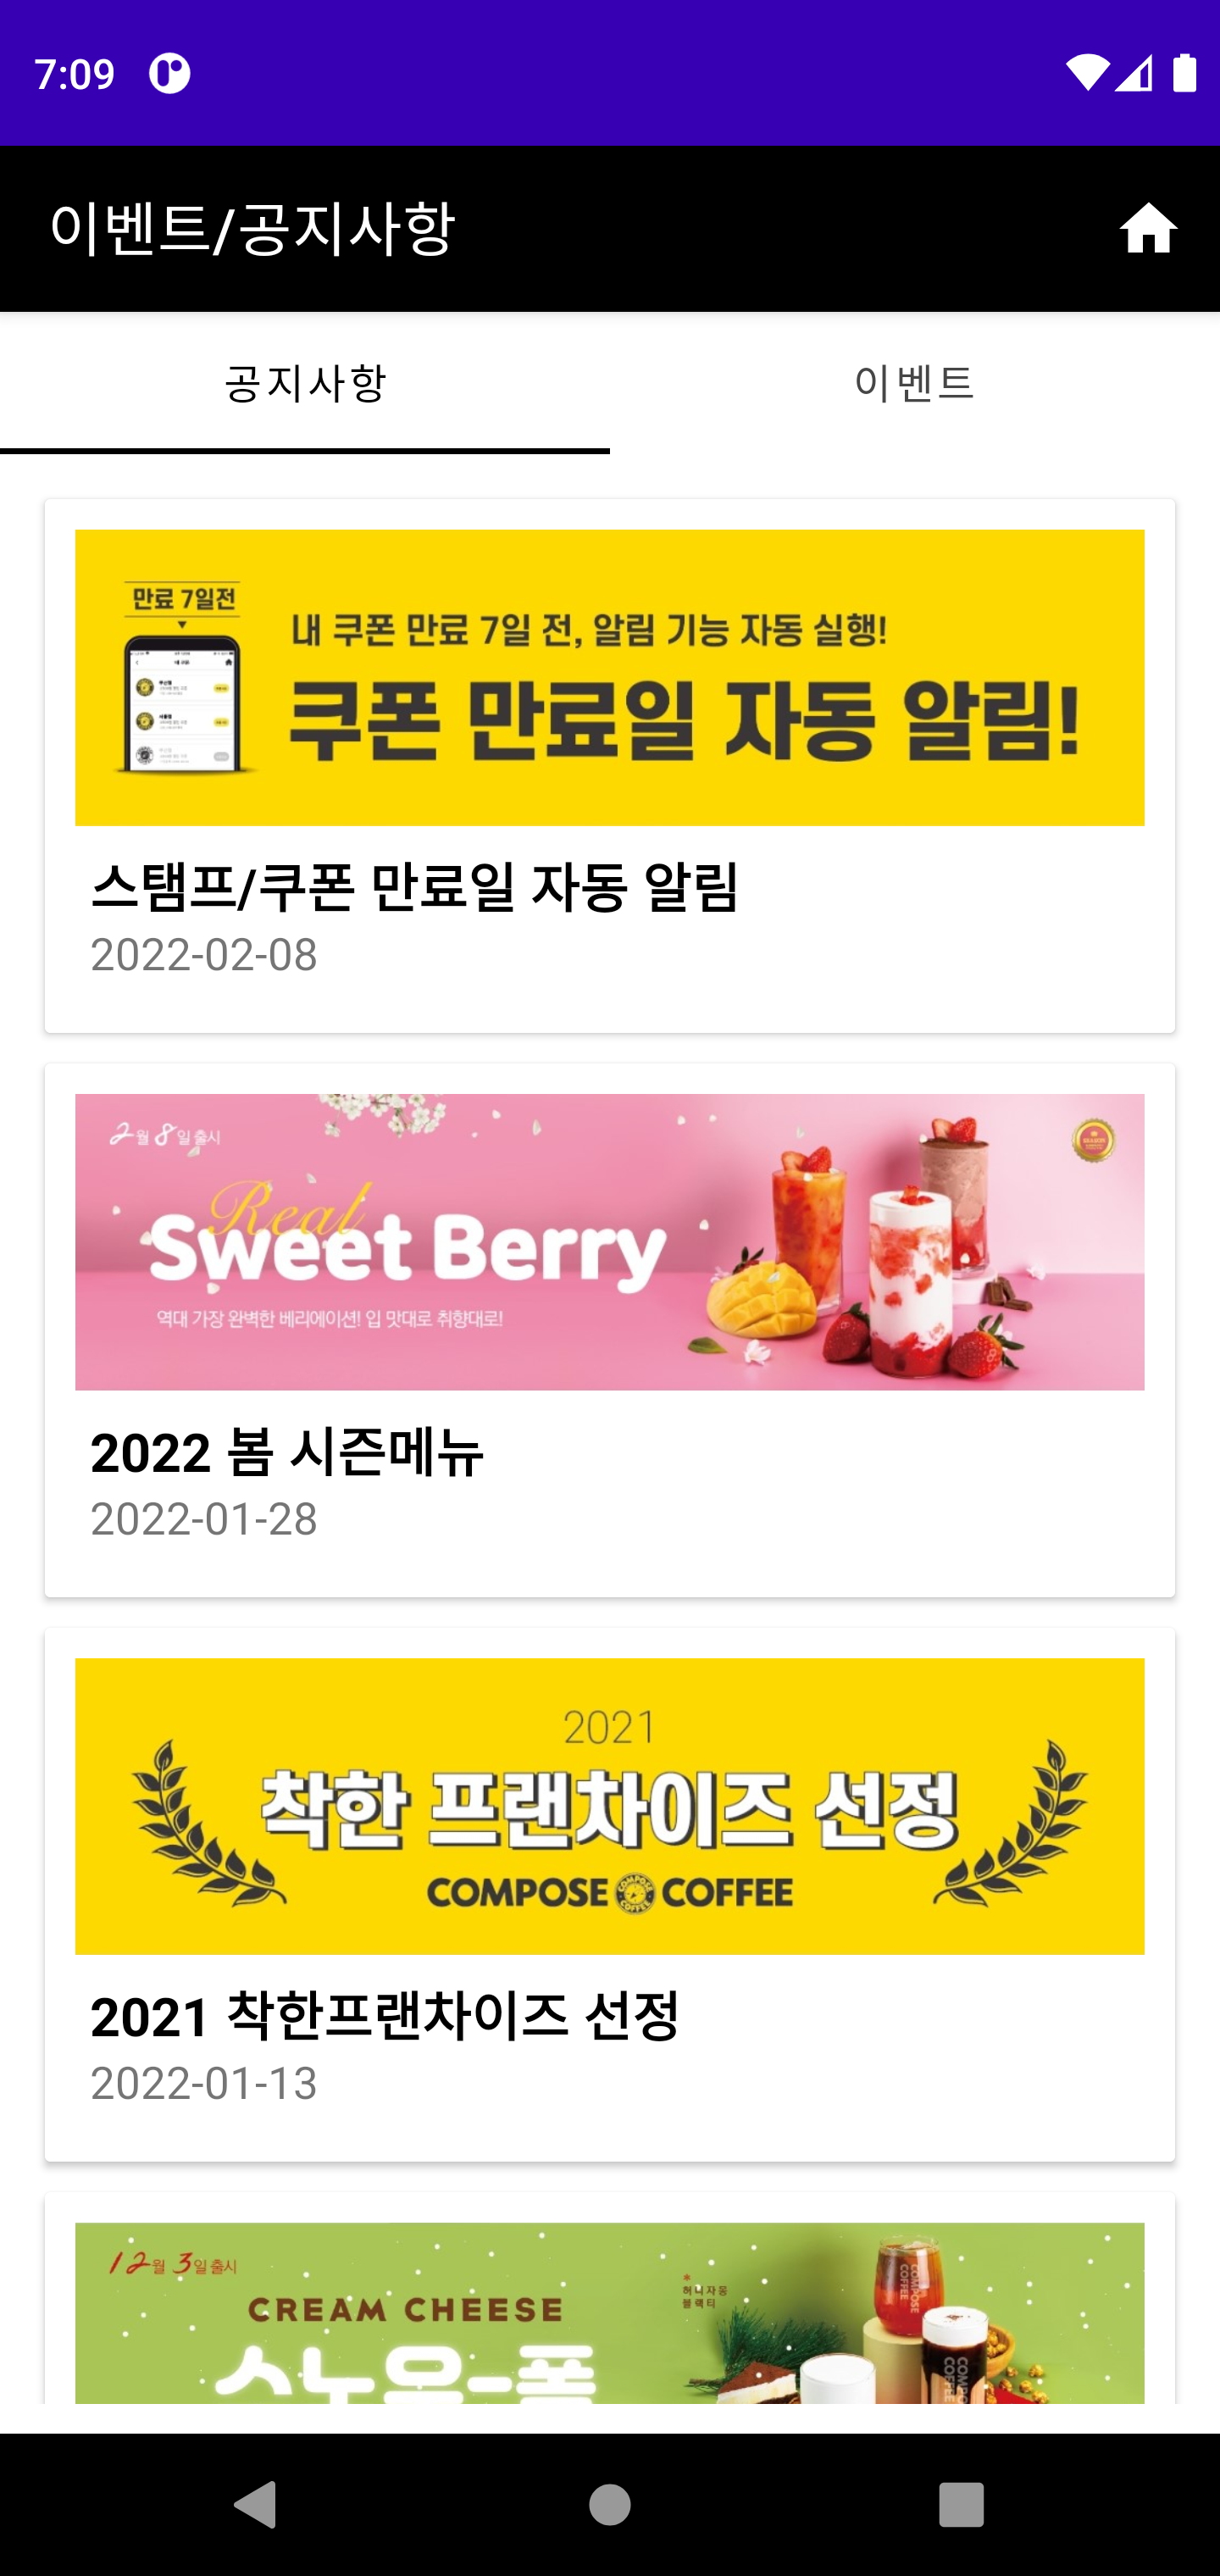 7:09
이벤트/공지사항
공지사항
이벤트
만료 7일전
내 쿠폰 만료 7일 전, 알림 기능 자동 실행!
쿠폰 만료일 자동 알림!
스탬프/쿠폰 만료일 자동 알림
2022-02-08
2월 8일 출시
Real
Sweet Berry
역대 가장 완벽한 베리에이션! 입 맛대로 취향대로!
2022 봄 시즌메뉴
2022-01-28
2021
착한 프랜차이즈 선정
COMPOSE COFFEE
2021 착한프랜차이즈 선정
2022-01-13
12월 3일 출시
CREAM CHEESE
허니자몽
블랙티
COMPOSE
COFFEE